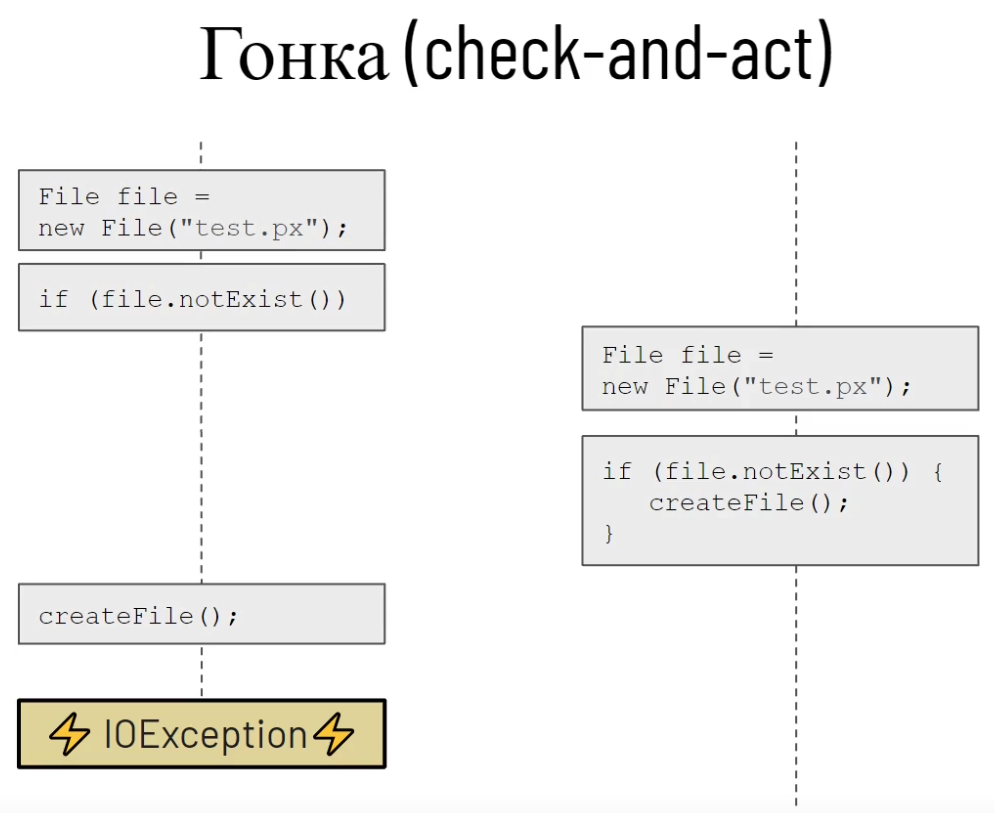 Гонка (check-and-act)
File file =
new File("test.px");
if (file.notExist())
File file =
new File("test.px");
if (file.notExist()) {
createFile();
}
createFile();
⚡ IOException ⚡